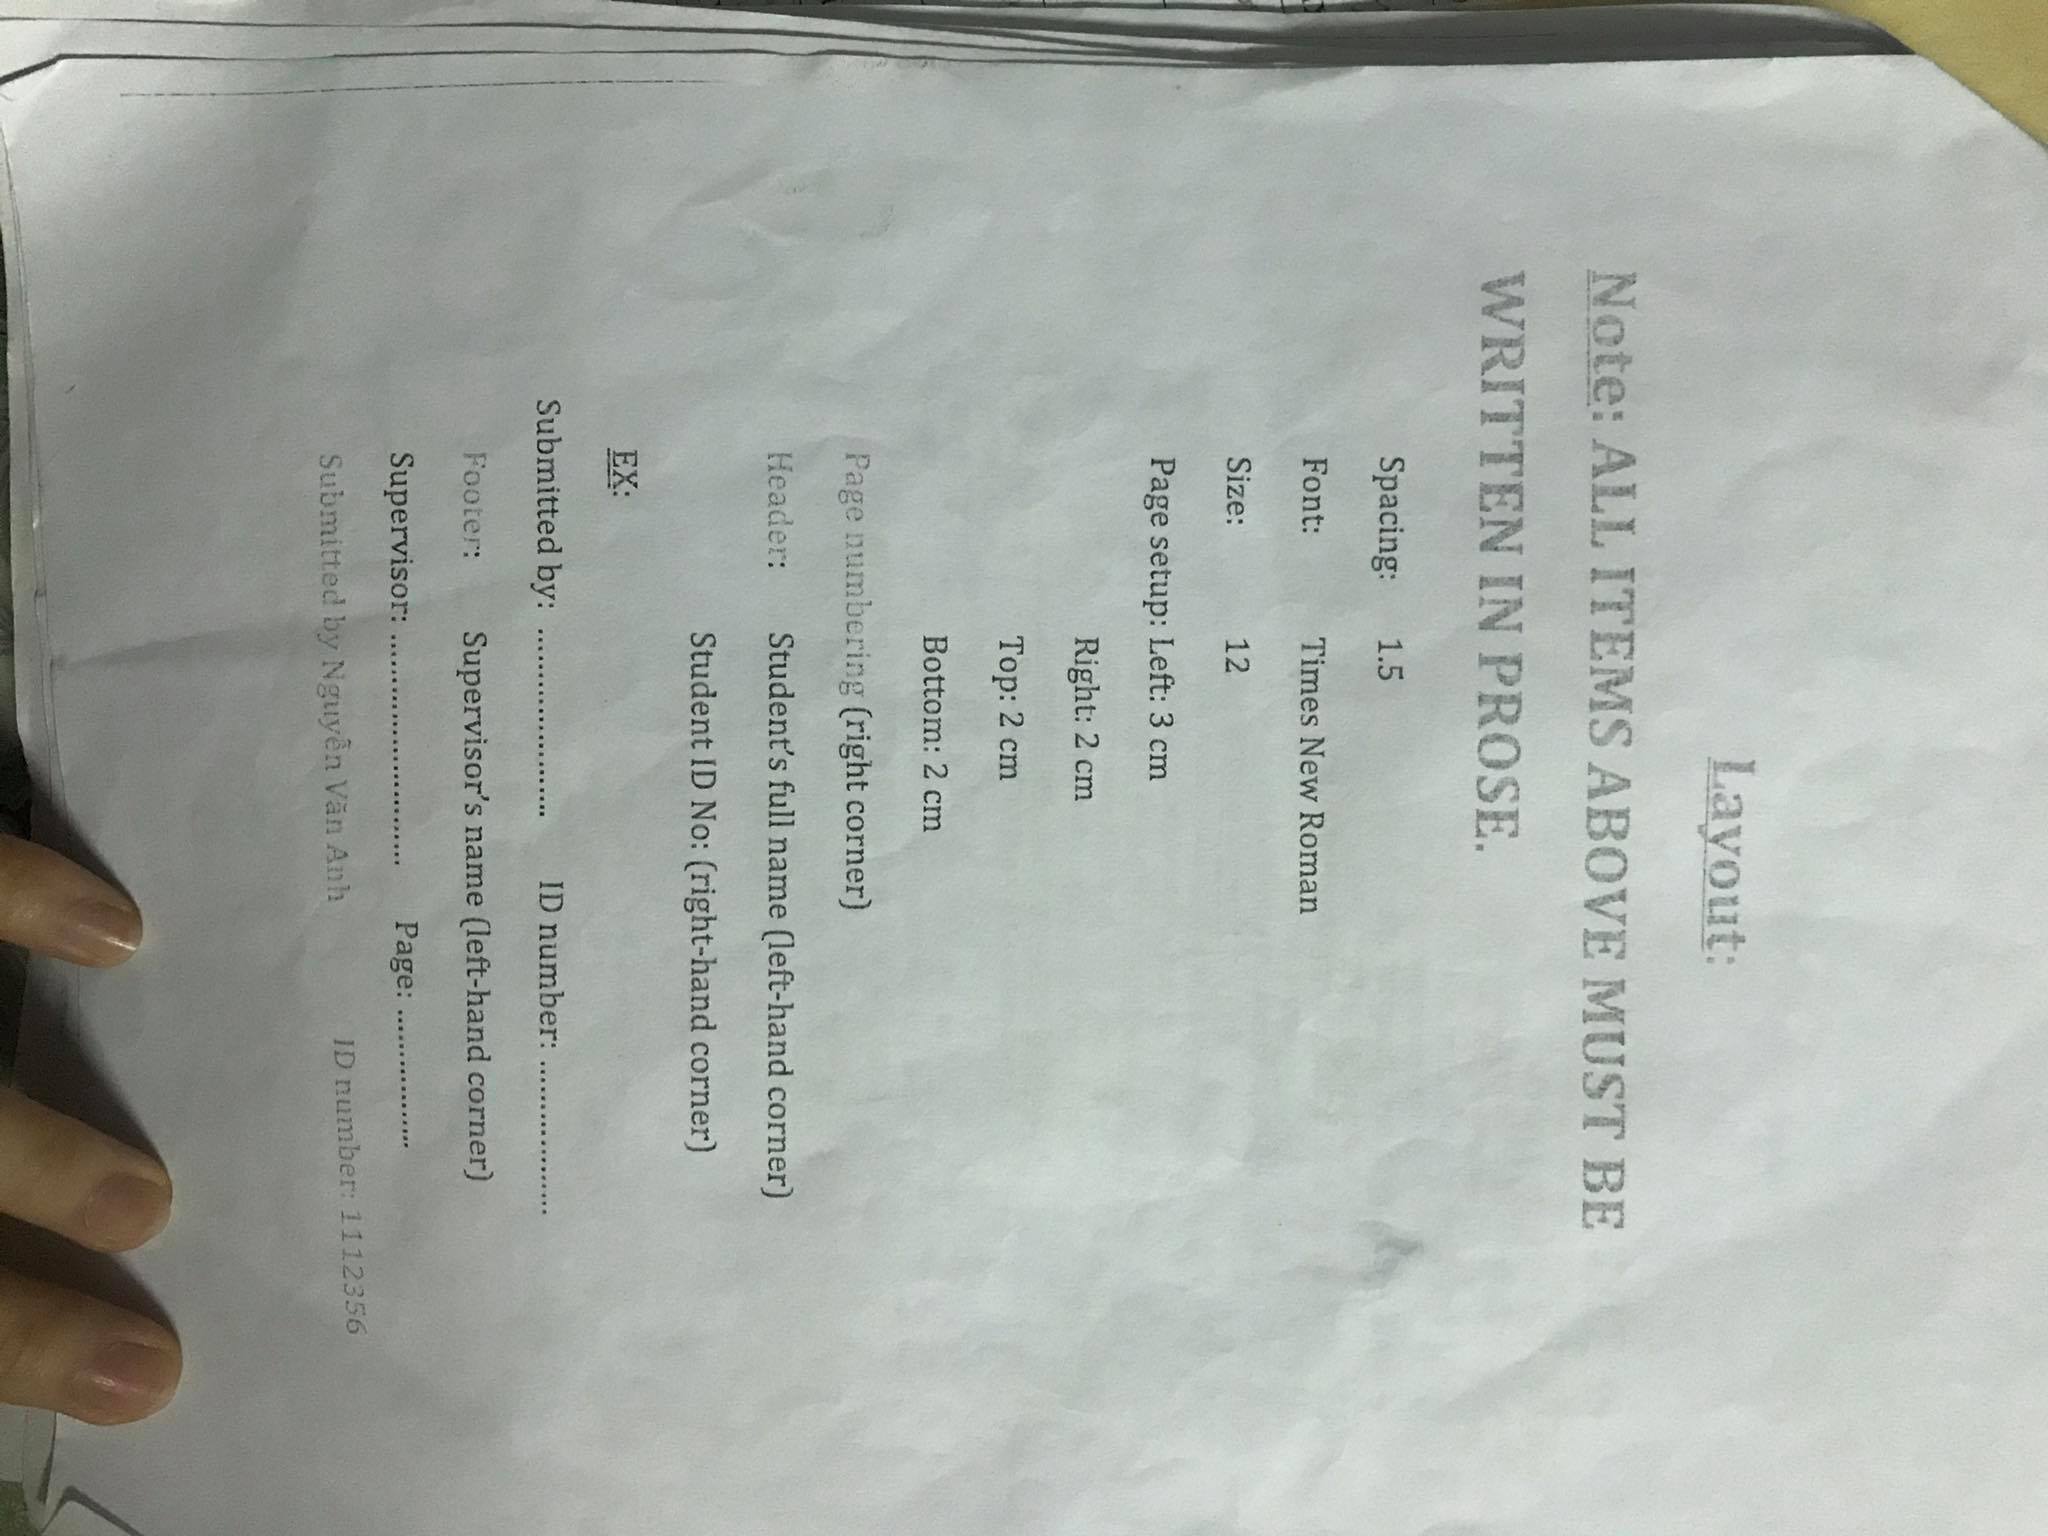 Layout:
Note: ALL ITEMS ABOVE MUST BE
WRITTEN IN PROSE.
Spacing: 1.5
Font: Times New Roman
Size: 12
Page setup: Left: 3 cm
Right: 2 cm
Top: 2 cm
Bottom: 2 cm
Page numbering (right corner)
Header: Student's full name (left-hand corner)
Student ID No: (right-hand corner)
EX:
Submitted by: ...................... ID number: ..................
Footer: Supervisor's name (left-hand corner)
Supervisor: ........................... Page: ................
Submitted by Nguyễn Văn Anh ID number: 1112356